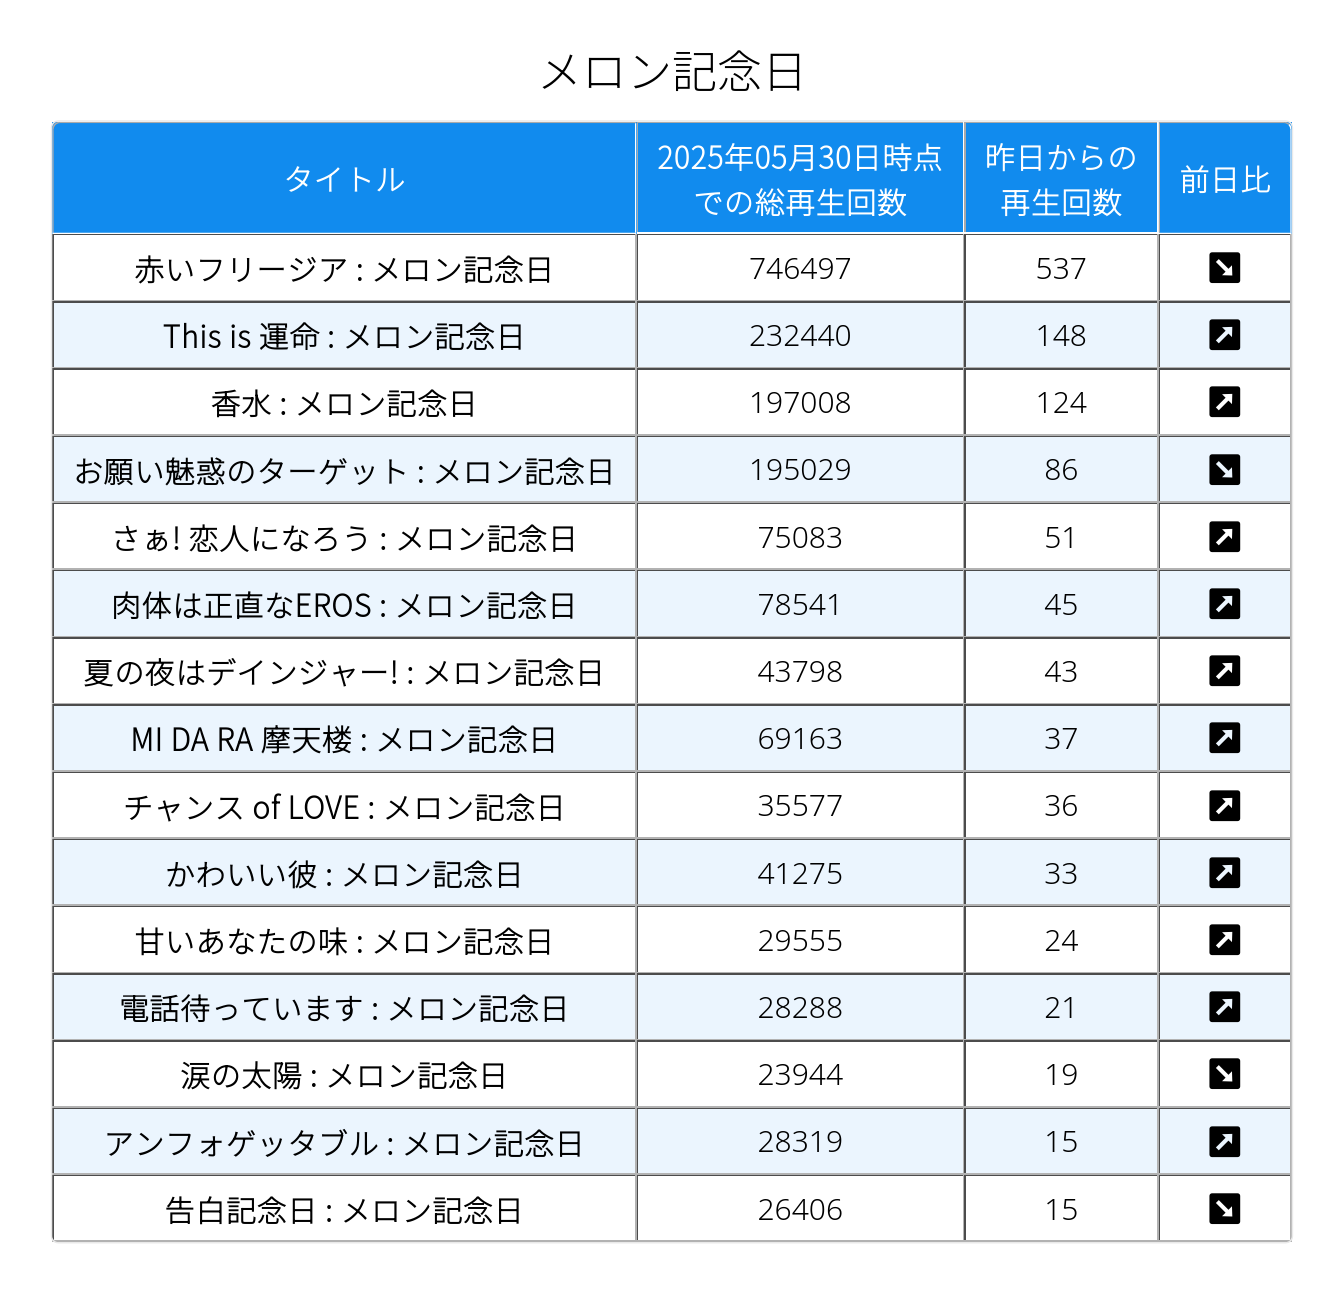 メロン記念日
タイトル 2025年05月30日時点での総再生回数 昨日からの再生回数 前日比
赤いフリージア : メロン記念日 746497 537 ↘
This is 運命 : メロン記念日 232440 148 ↗
香水 : メロン記念日 197008 124 ↗
お願い魅惑のターゲット : メロン記念日 195029 86 ↘
さぁ! 恋人になろう : メロン記念日 75083 51 ↗
肉体は正直なEROS : メロン記念日 78541 45 ↗
夏の夜はデインジャー! : メロン記念日 43798 43 ↗
MI DA RA 摩天楼 : メロン記念日 69163 37 ↗
チャンス of LOVE : メロン記念日 35577 36 ↗
かわいい彼 : メロン記念日 41275 33 ↗
甘いあなたの味 : メロン記念日 29555 24 ↗
電話待っています : メロン記念日 28288 21 ↗
涙の太陽 : メロン記念日 23944 19 ↘
アンフォゲッタブル : メロン記念日 28319 15 ↗
告白記念日 : メロン記念日 26406 15 ↘